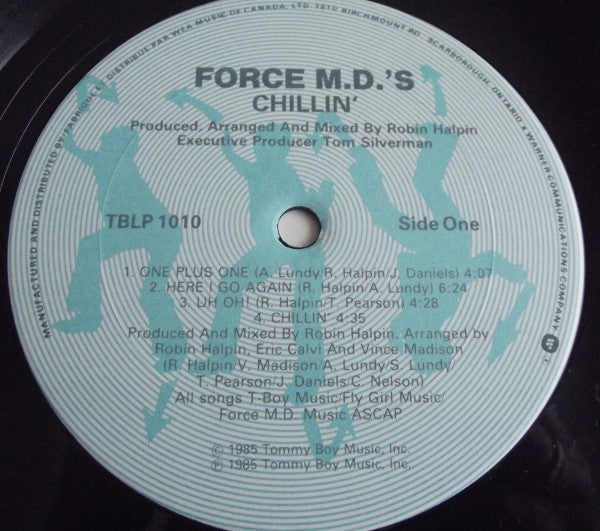 MANUFACTURED AND DISTRIBUTED BY/FABRIQUÉ ET DISTRIBUÉ PAR WEA MUSIC OF CANADA, LTD. 1810 BIRCHMOUNT RD., SCARBOROUGH, ONTARIO • A WARNER COMMUNICATIONS COMPANY
FORCE M.D.'S
CHILLIN'
Produced, Arranged And Mixed By Robin Halpin
Executive Producer Tom Silverman
TBLP 1010
Side One
1. ONE PLUS ONE (A. Lundy/R. Halpin/J. Daniels) 4:07
2. HERE I GO AGAIN (R. Halpin/A. Lundy) 6:24
3. UH OH! (R. Halpin/T. Pearson) 4:28
4. CHILLIN' 4:35
Produced And Mixed By Robin Halpin. Arranged by
Robin Halpin, Eric Calvi And Vince Madison
(R. Halpin/V. Madison/A. Lundy/S. Lundy/
T. Pearson/J. Daniels/C. Nelson)
All songs T-Boy Music/Fly Girl Music/
Force M.D. Music ASCAP
© 1985 Tommy Boy Music, Inc.
℗ 1985 Tommy Boy Music, Inc.